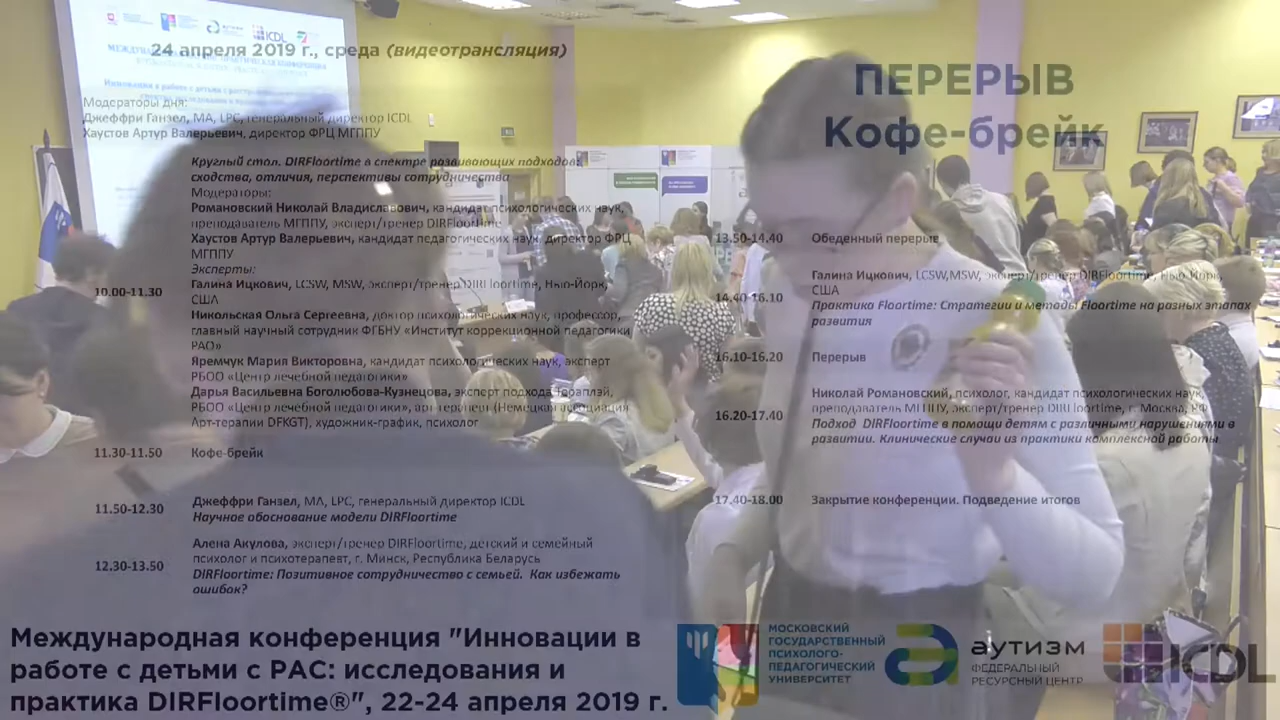 24 апреля 2019 г., среда (видеотрансляция)
Модераторы дня:
Джеффри Ганзел, MA, LPC, генеральный директор ICDL
Хаустов Артур Валерьевич, директор ФРЦ МГППУ
10.00-11.30
Круглый стол. DIRFloortime в спектре развивающих подходов:
сходства, отличия, перспективы сотрудничества
Модераторы:
Романовский Николай Владиславович, кандидат психологических наук,
преподаватель МГППУ, эксперт/тренер DIRFloortime
Хаустов Артур Валерьевич, кандидат педагогических наук, директор ФРЦ
МГППУ
Эксперты:
Галина Ицкович, LCSW, MSW, эксперт/тренер DIRFloortime, Нью-Йорк,
США
Никольская Ольга Сергеевна, доктор психологических наук, профессор,
главный научный сотрудник ФГБНУ «Институт коррекционной педагогики
РАО»
Яремчук Мария Викторовна, кандидат психологических наук, эксперт
РБОО «Центр лечебной педагогики»
Дарья Васильевна Боголюбова-Кузнецова, эксперт подхода Тераплэй,
РБОО «Центр лечебной педагогики», арт-терапевт (Немецкая ассоциация
Арт-терапии DFKGT), художник-график, психолог
11.30-11.50 Кофе-брейк
11.50-12.30
Джеффри Ганзел, MA, LPC, генеральный директор ICDL
Научное обоснование модели DIRFloortime
12.30-13.50
Алена Акулова, эксперт/тренер DIRFloortime, детский и семейный
психолог и психотерапевт, г. Минск, Республика Беларусь
DIRFloortime: Позитивное сотрудничество с семьей. Как избежать
ошибок?
ПЕРЕРЫВ
Кофе-брейк
13.50-14.40 Обеденный перерыв
14.40-16.10
Галина Ицкович, LCSW,MSW, эксперт/тренер DIRFloortime, Нью-Йорк,
США
Практика Floortime: Стратегии и методы Floortime на разных этапах
развития
16.10-16.20 Перерыв
16.20-17.40
Николай Романовский, психолог, кандидат психологических наук,
преподаватель МГППУ, эксперт/тренер DIRFloortime, г. Москва, РФ
Подход DIRFloortime в помощи детям с различными нарушениями в
развитии. Клинические случаи из практики комплексной работы
17.40-18.00 Закрытие конференции. Подведение итогов
Международная конференция "Инновации в
работе с детьми с РАС: исследования и
практика DIRFloortime®", 22-24 апреля 2019 г.
МОСКОВСКИЙ
ГОСУДАРСТВЕННЫЙ
ПСИХОЛОГО-
ПЕДАГОГИЧЕСКИЙ
УНИВЕРСИТЕТ
аутизм
ФЕДЕРАЛЬНЫЙ
РЕСУРСНЫЙ ЦЕНТР
ICDL